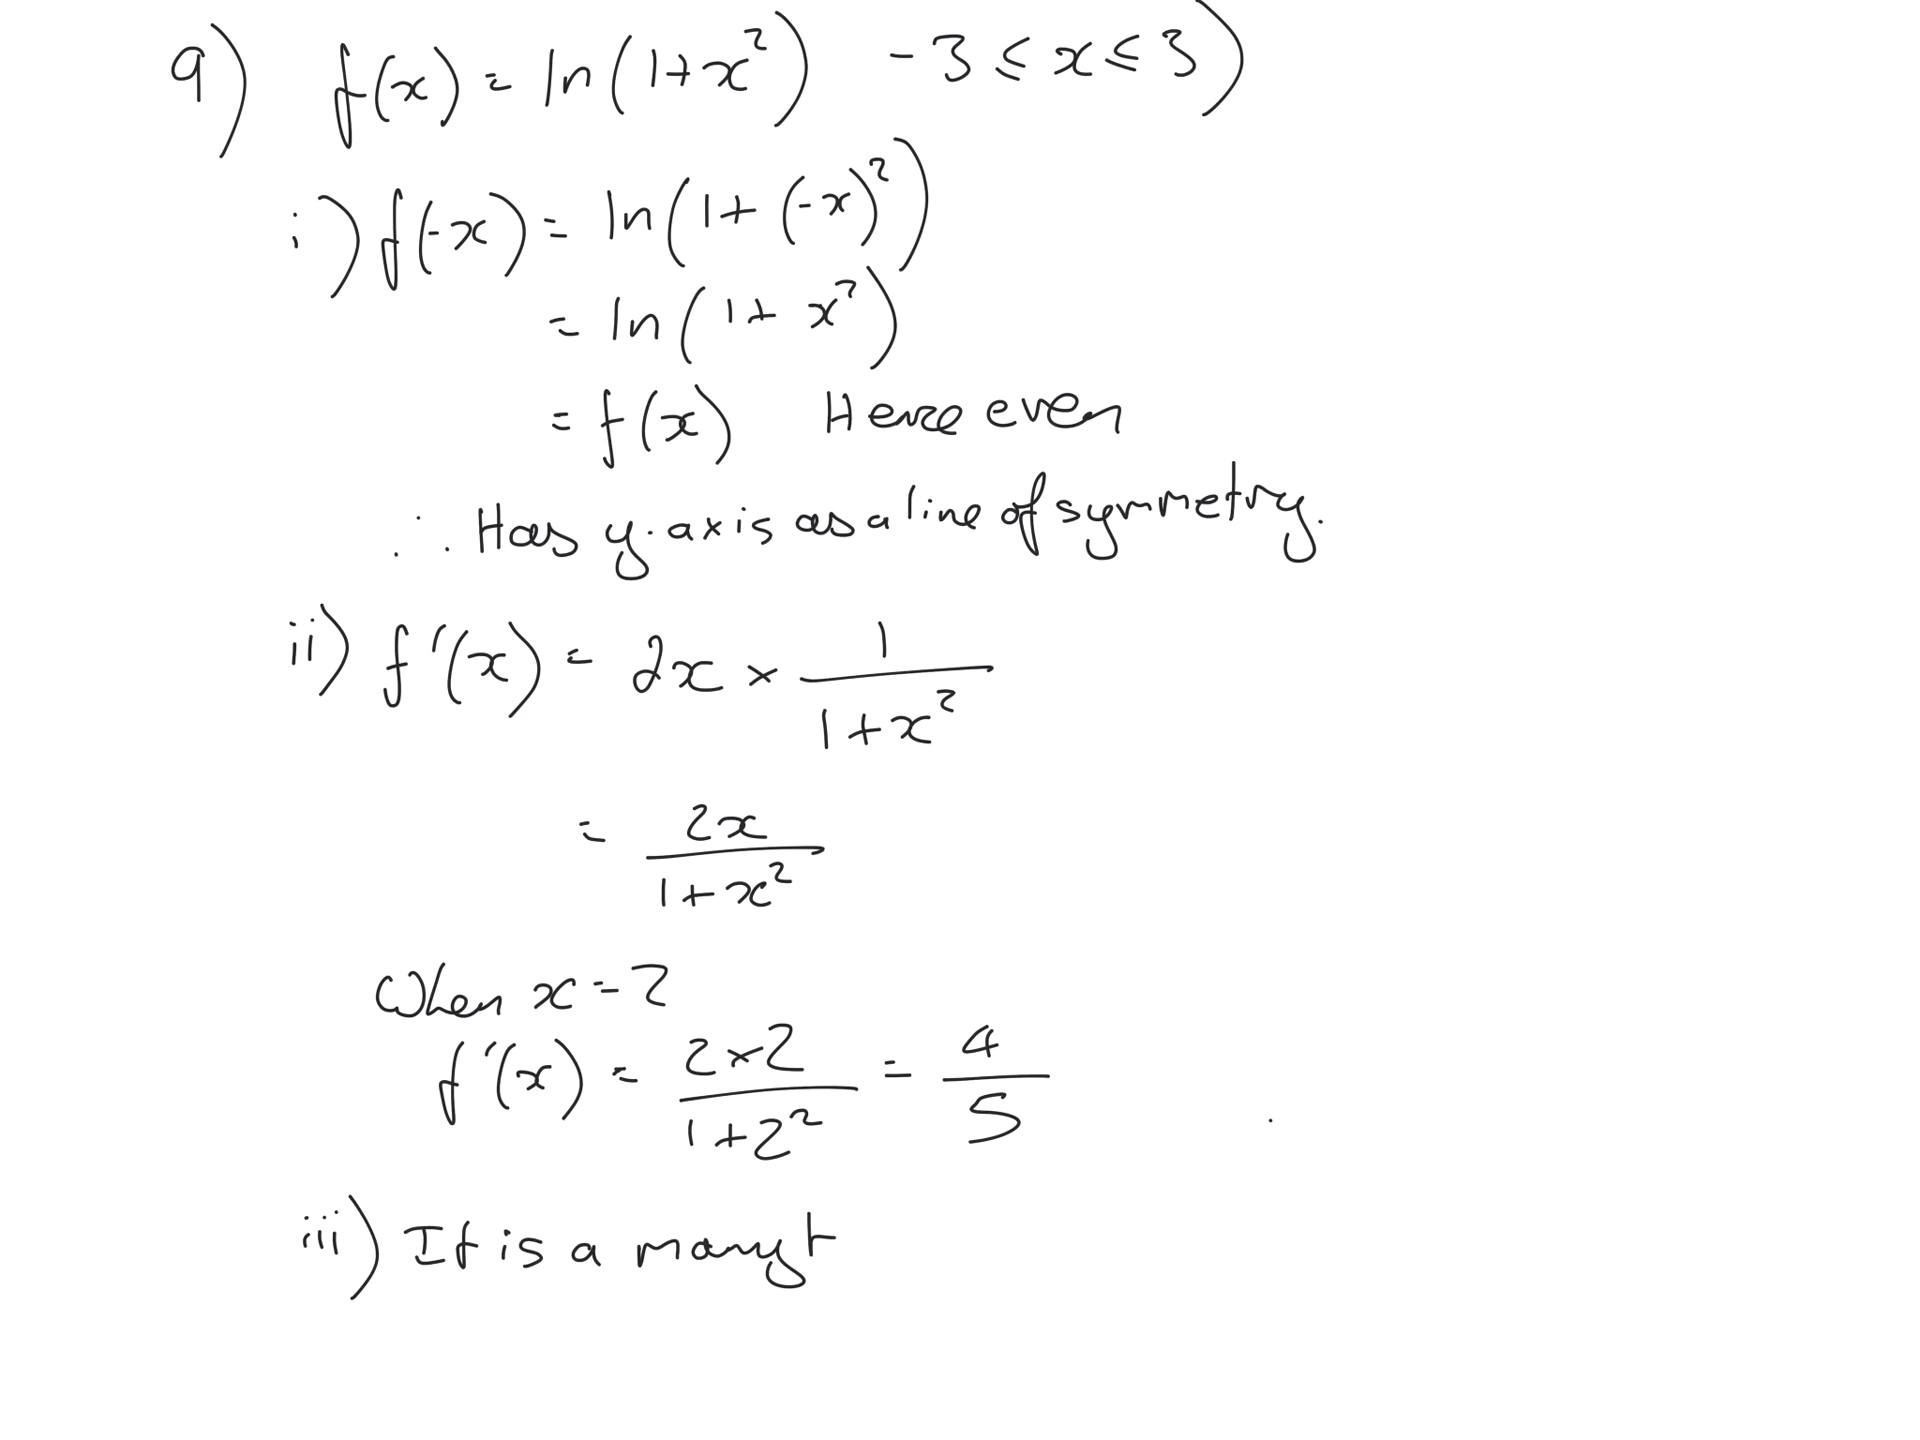 9) f(x) = ln(1+x²) -3 ≤ x ≤ 3)
i) f(-x) = ln(1+ (-x)²)
= ln(1+ x²)
= f(x) Hence even
∴ Has y-axis as a line of symmetry.
ii) f'(x) = 2x × 1/(1+x²)
= 2x/(1+x²)
When x = 2
f'(x) = (2×2)/(1+2²) = 4/5
iii) It is a many t